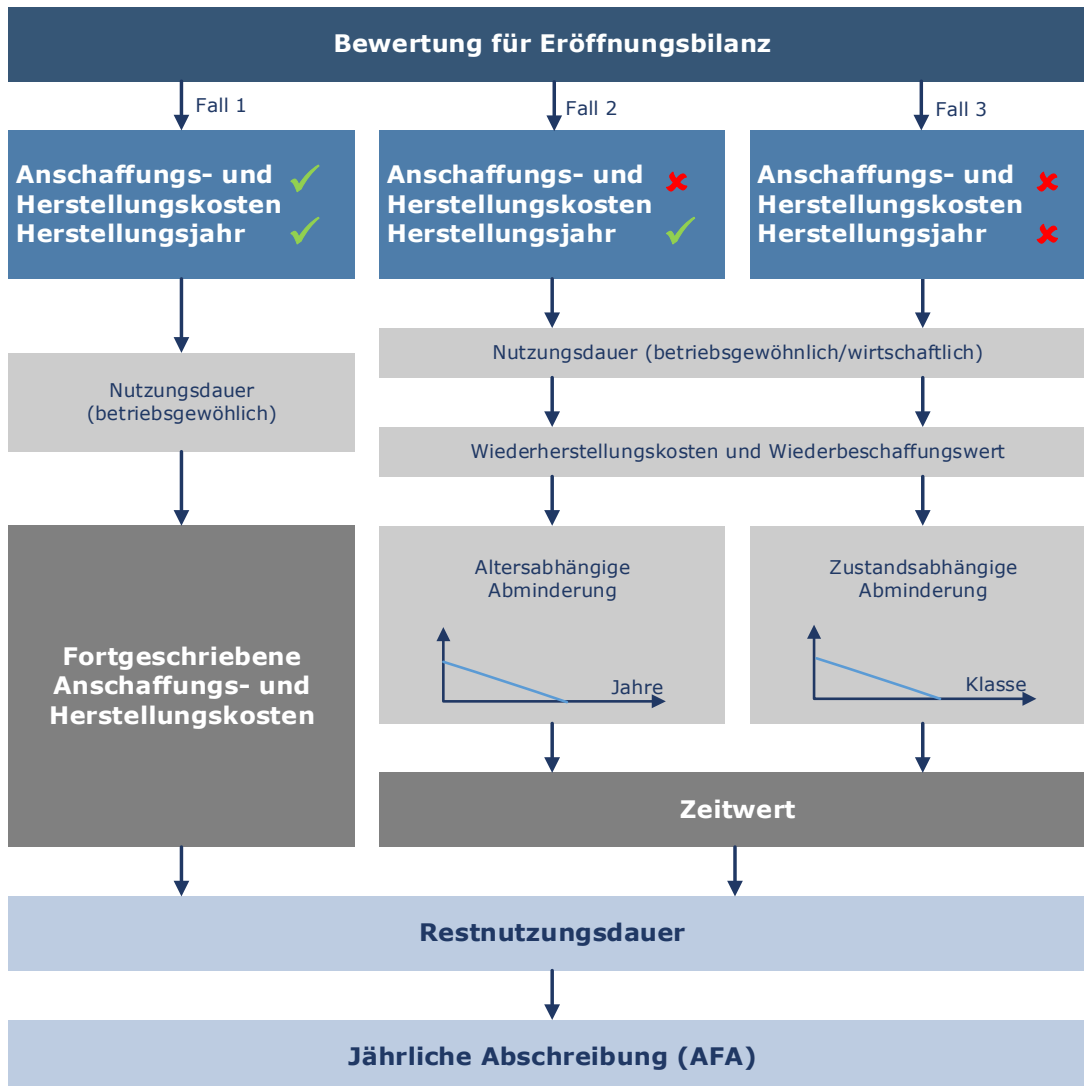 Bewertung für Eröffnungsbilanz
Fall 1
Fall 2
Fall 3
Anschaffungs- und
Herstellungskosten
Herstellungsjahr
Anschaffungs- und
Herstellungskosten
Herstellungsjahr
Anschaffungs- und
Herstellungskosten
Herstellungsjahr
Nutzungsdauer
(betriebsgewöhlich)
Nutzungsdauer (betriebsgewöhnlich/wirtschaftlich)
Wiederherstellungskosten und Wiederbeschaffungswert
Fortgeschriebene
Anschaffungs- und
Herstellungskosten
Altersabhängige
Abminderung
Jahre
Zustandsabhängige
Abminderung
Klasse
Zeitwert
Restnutzungsdauer
Jährliche Abschreibung (AFA)